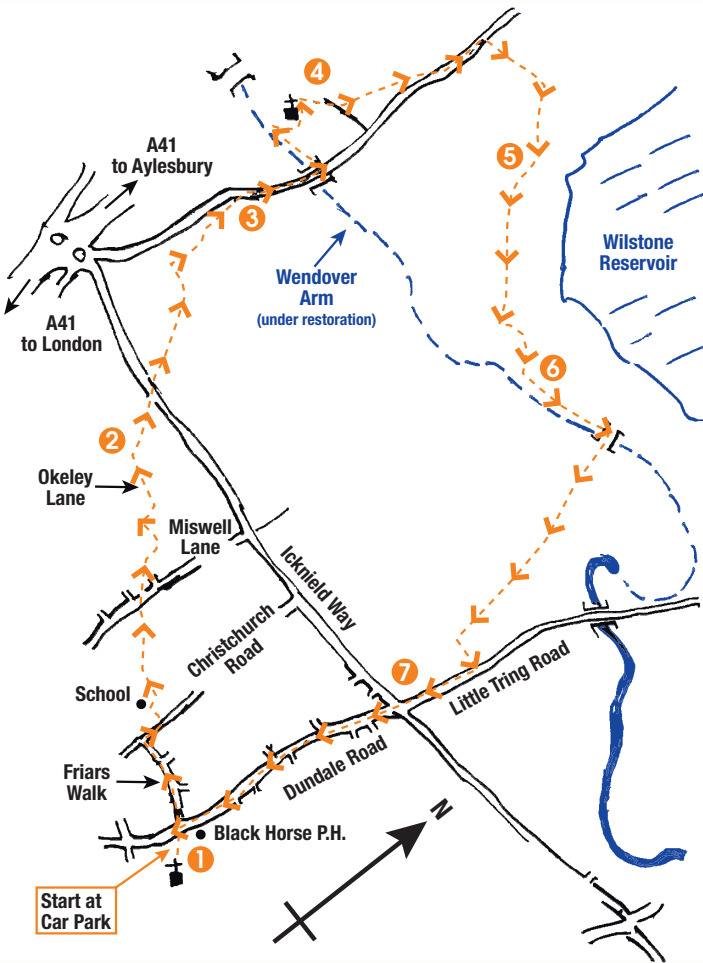 4
A41
to Aylesbury
5
3
Wilstone
Reservoir
Wendover
Arm
(under restoration)
A41
to London
6
2
Okeley
Lane
Miswell
Lane
Icknield Way
Christchurch
Road
7
School
Little Tring Road
Friars
Walk
Dundale Road
N
Black Horse P.H.
1
Start at
Car Park